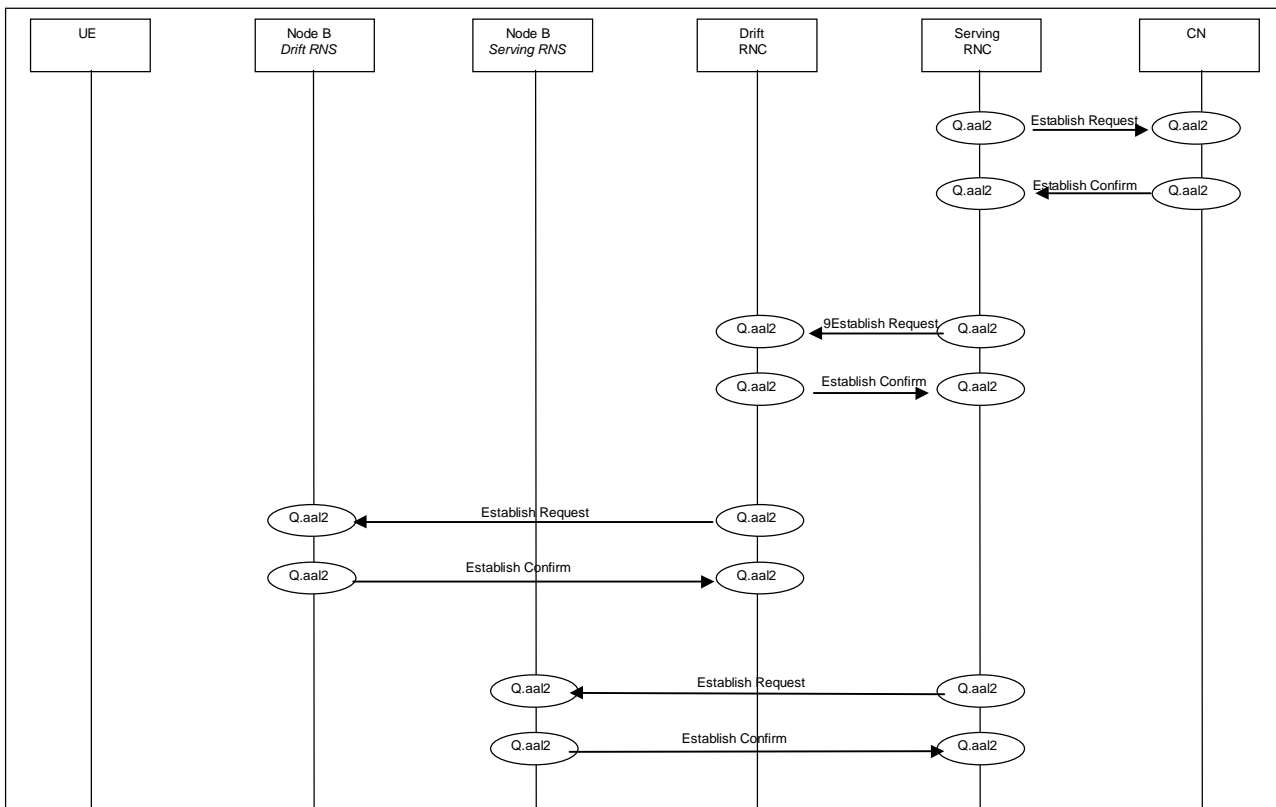 UE
Node B
Drift RNS
Node B
Serving RNS
Drift
RNC
Serving
RNC
CN
Q.aal2
Establish Request
Q.aal2
Q.aal2
Establish Confirm
Q.aal2
Q.aal2
9Establish Request
Q.aal2
Q.aal2
Establish Confirm
Q.aal2
Q.aal2
Establish Request
Q.aal2
Q.aal2
Establish Confirm
Q.aal2
Q.aal2
Establish Request
Q.aal2
Q.aal2
Establish Confirm
Q.aal2